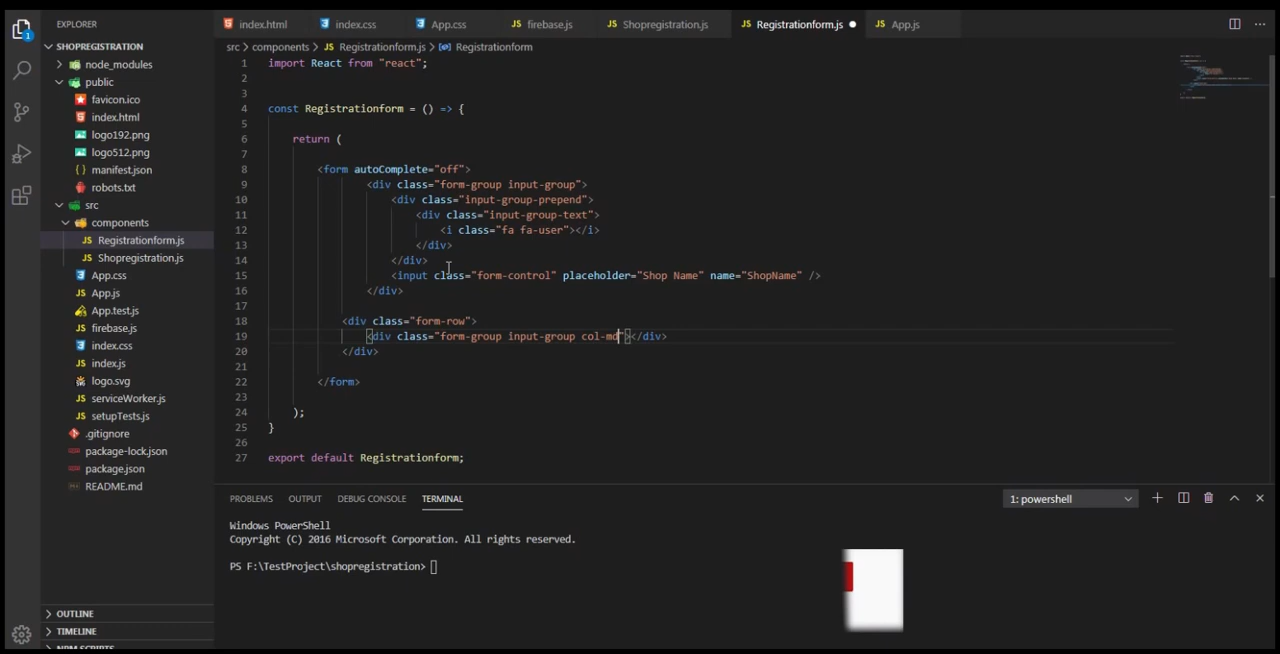 EXPLORER
SHOPREGISTRATION
node_modules
public
favicon.ico
index.html
logo192.png
logo512.png
manifest.json
robots.txt
src
components
Registrationform.js
Shopregistration.js
App.css
App.js
App.test.js
firebase.js
index.css
index.js
logo.svg
serviceWorker.js
setupTests.js
.gitignore
package-lock.json
package.json
README.md
OUTLINE
TIMELINE
NPM SCRIPTS
index.html index.css App.css firebase.js Shopregistration.js Registrationform.js App.js
src > components > JS Registrationform.js > Registrationform
1 import React from "react";
2
3
4 const Registrationform = () => {
5
6 return (
7
8 <form autoComplete="off">
9 <div class="form-group input-group">
10 <div class="input-group-prepend">
11 <div class="input-group-text">
12 <i class="fa fa-user"></i>
13 </div>
14 </div>
15 <input class="form-control" placeholder="Shop Name" name="ShopName" />
16 </div>
17
18 <div class="form-row">
19 <div class="form-group input-group col-md"></div>
20 </div>
21
22 </form>
23
24 );
25 }
26
27 export default Registrationform;
PROBLEMS OUTPUT DEBUG CONSOLE TERMINAL 1: powershell
Windows PowerShell
Copyright (C) 2016 Microsoft Corporation. All rights reserved.
PS F:\TestProject\shopregistration>